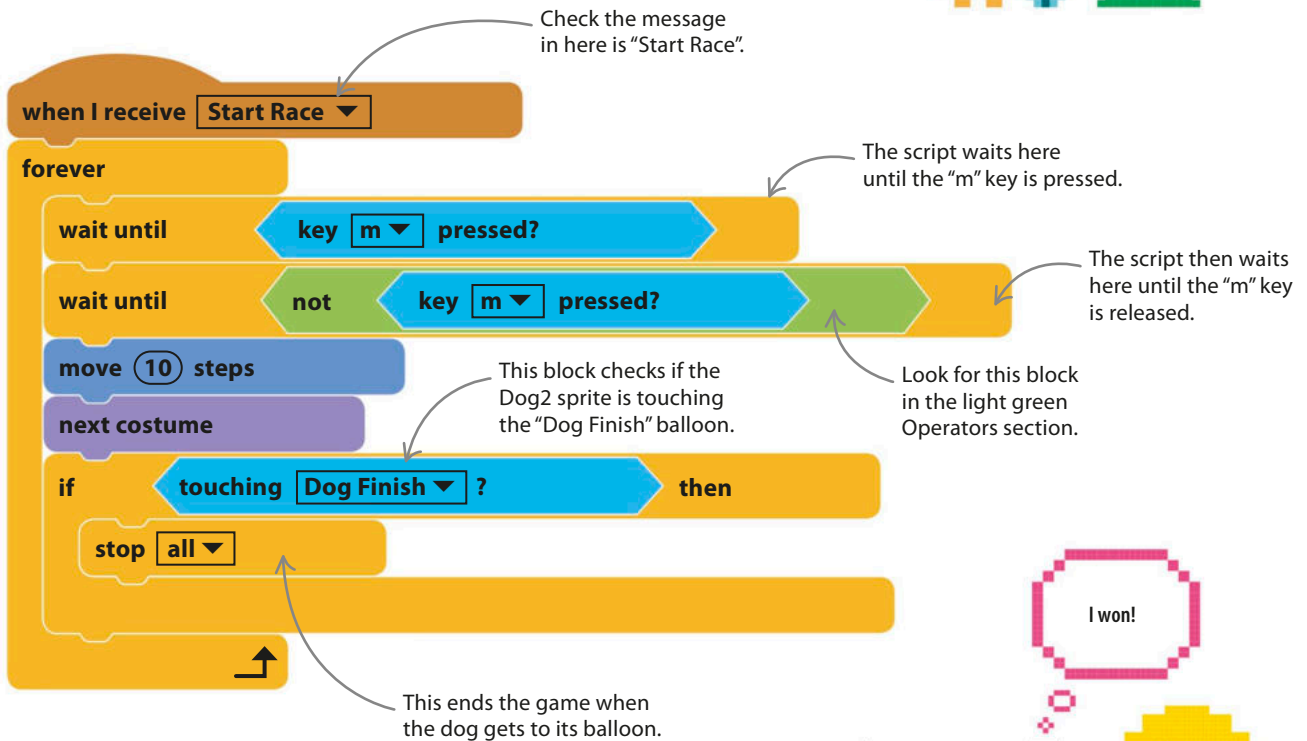 Check the message
in here is “Start Race”.
when I receive Start Race
forever
The script waits here
until the “m” key is pressed.
wait until key m pressed?
The script then waits
here until the “m” key
is released.
wait until not key m pressed?
move 10 steps
This block checks if the
Dog2 sprite is touching
the “Dog Finish” balloon.
Look for this block
in the light green
Operators section.
next costume
if touching Dog Finish ? then
stop all
I won!
This ends the game when
the dog gets to its balloon.